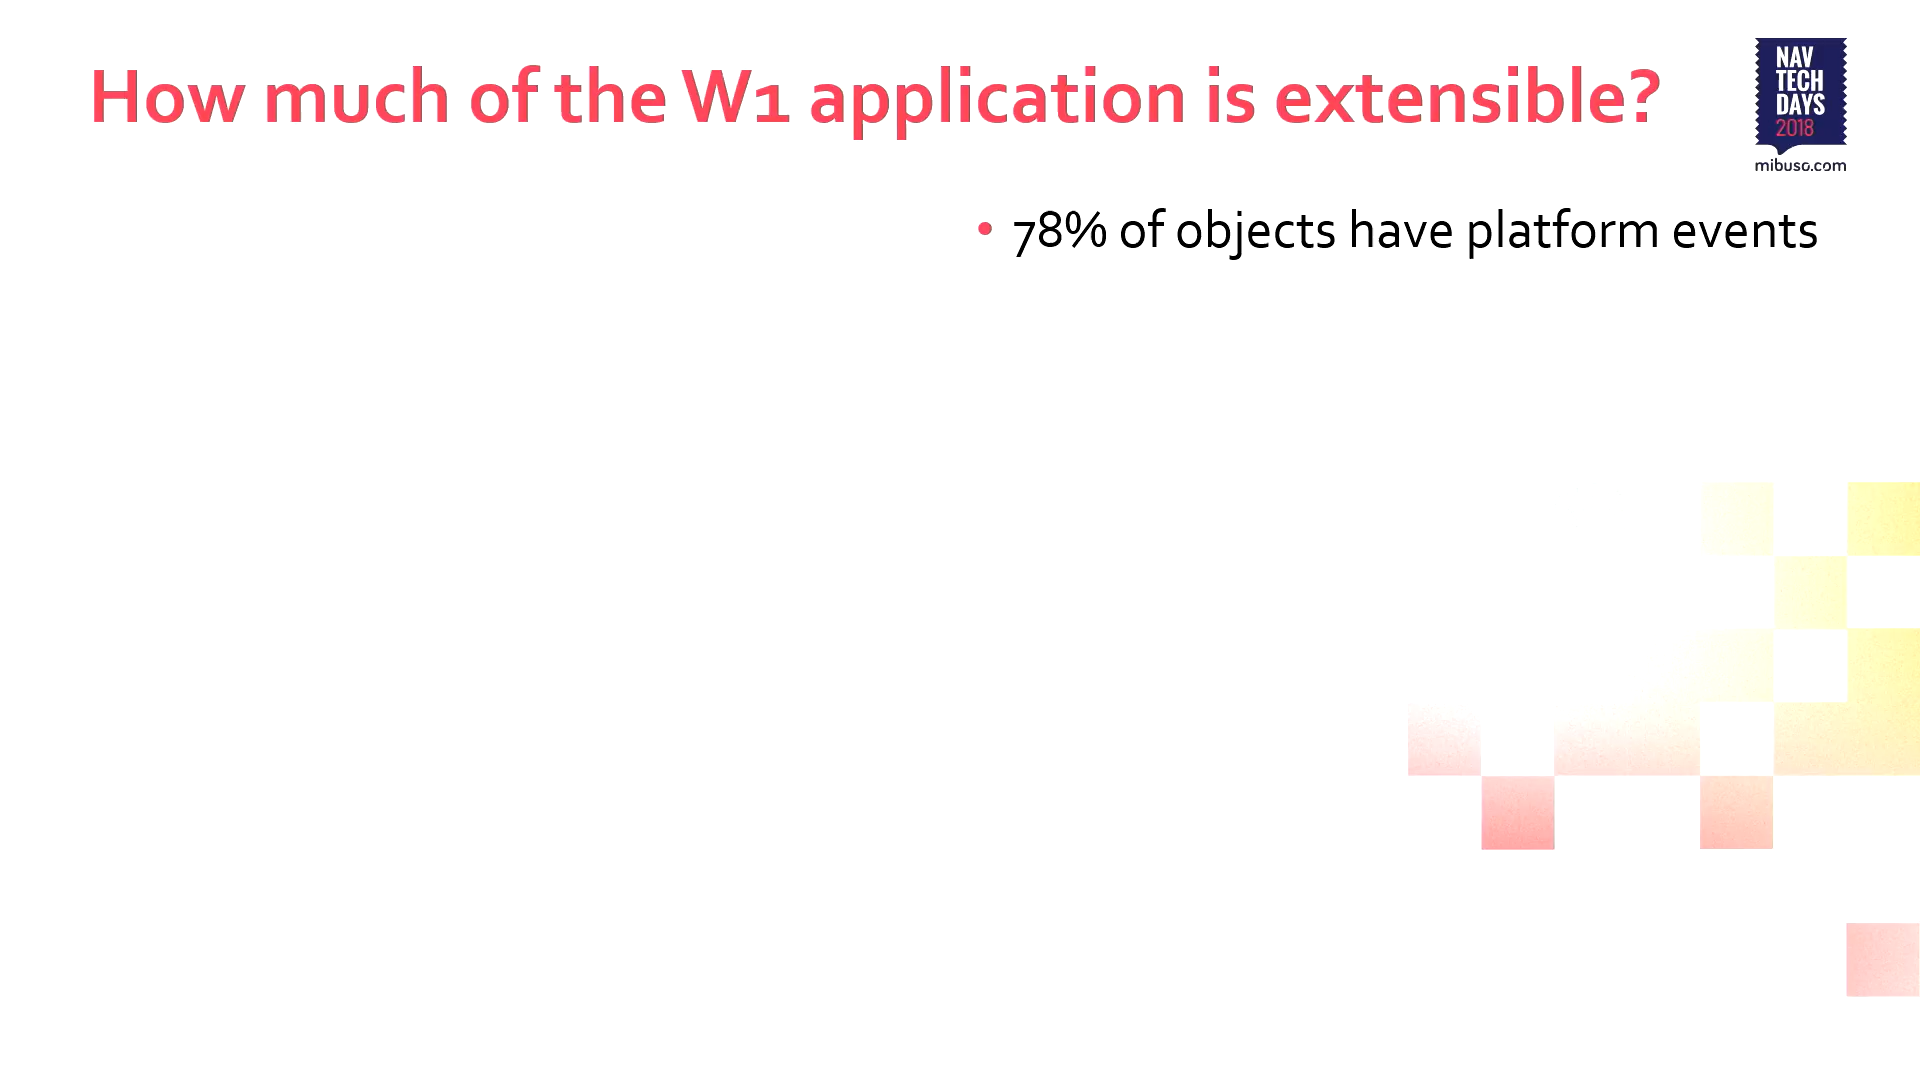 How much of the W1 application is extensible?
NAV
TECH
DAYS
2018
mibuso.com
• 78% of objects have platform events